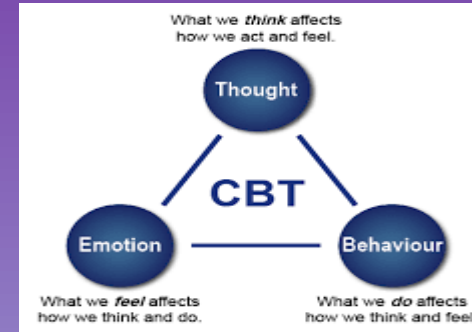 What we think affects
how we act and feel.
Thought
CBT
Emotion
Behaviour
What we feel affects
how we think and do.
What we do affects
how we think and feel